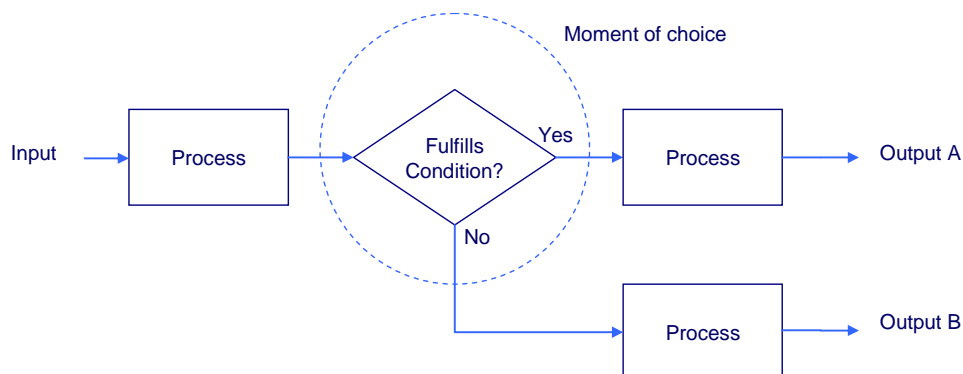 Moment of choice
Input
Process
Fulfills
Condition?
Yes
Process
Output A
No
Process
Output B